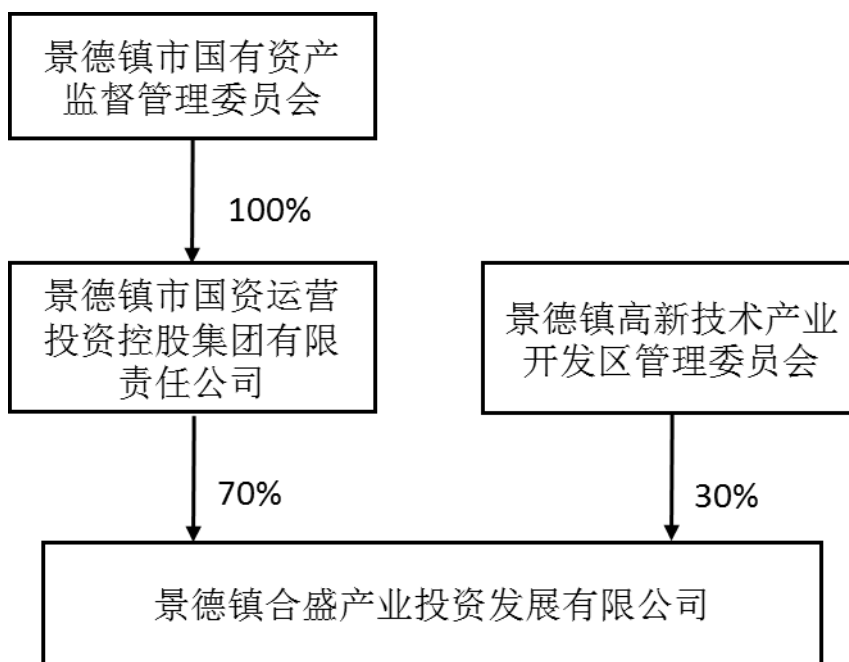 景德镇市国有资产
监督管理委员会
100%
景德镇市国资运营
投资控股集团有限
责任公司
景德镇高新技术产业
开发区管理委员会
70%
30%
景德镇合盛产业投资发展有限公司